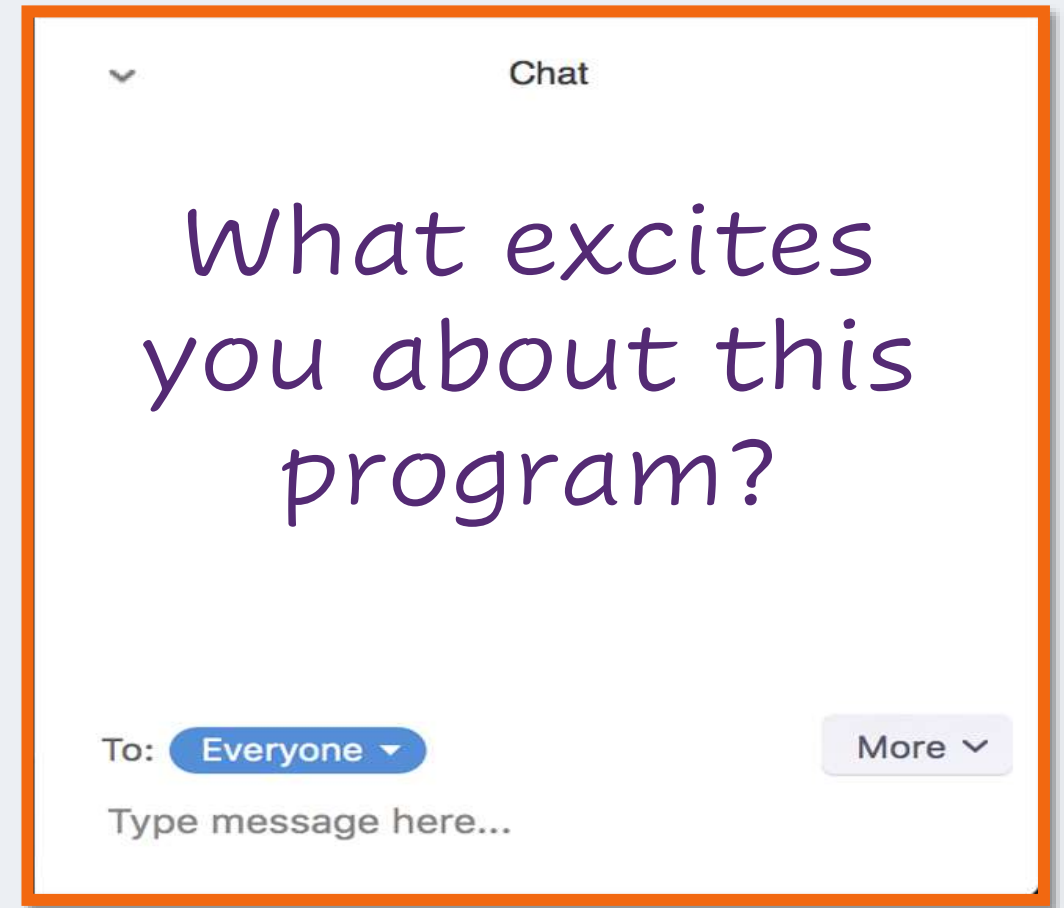 Chat
What excites
you about this
program?
To: Everyone
More
Type message here...